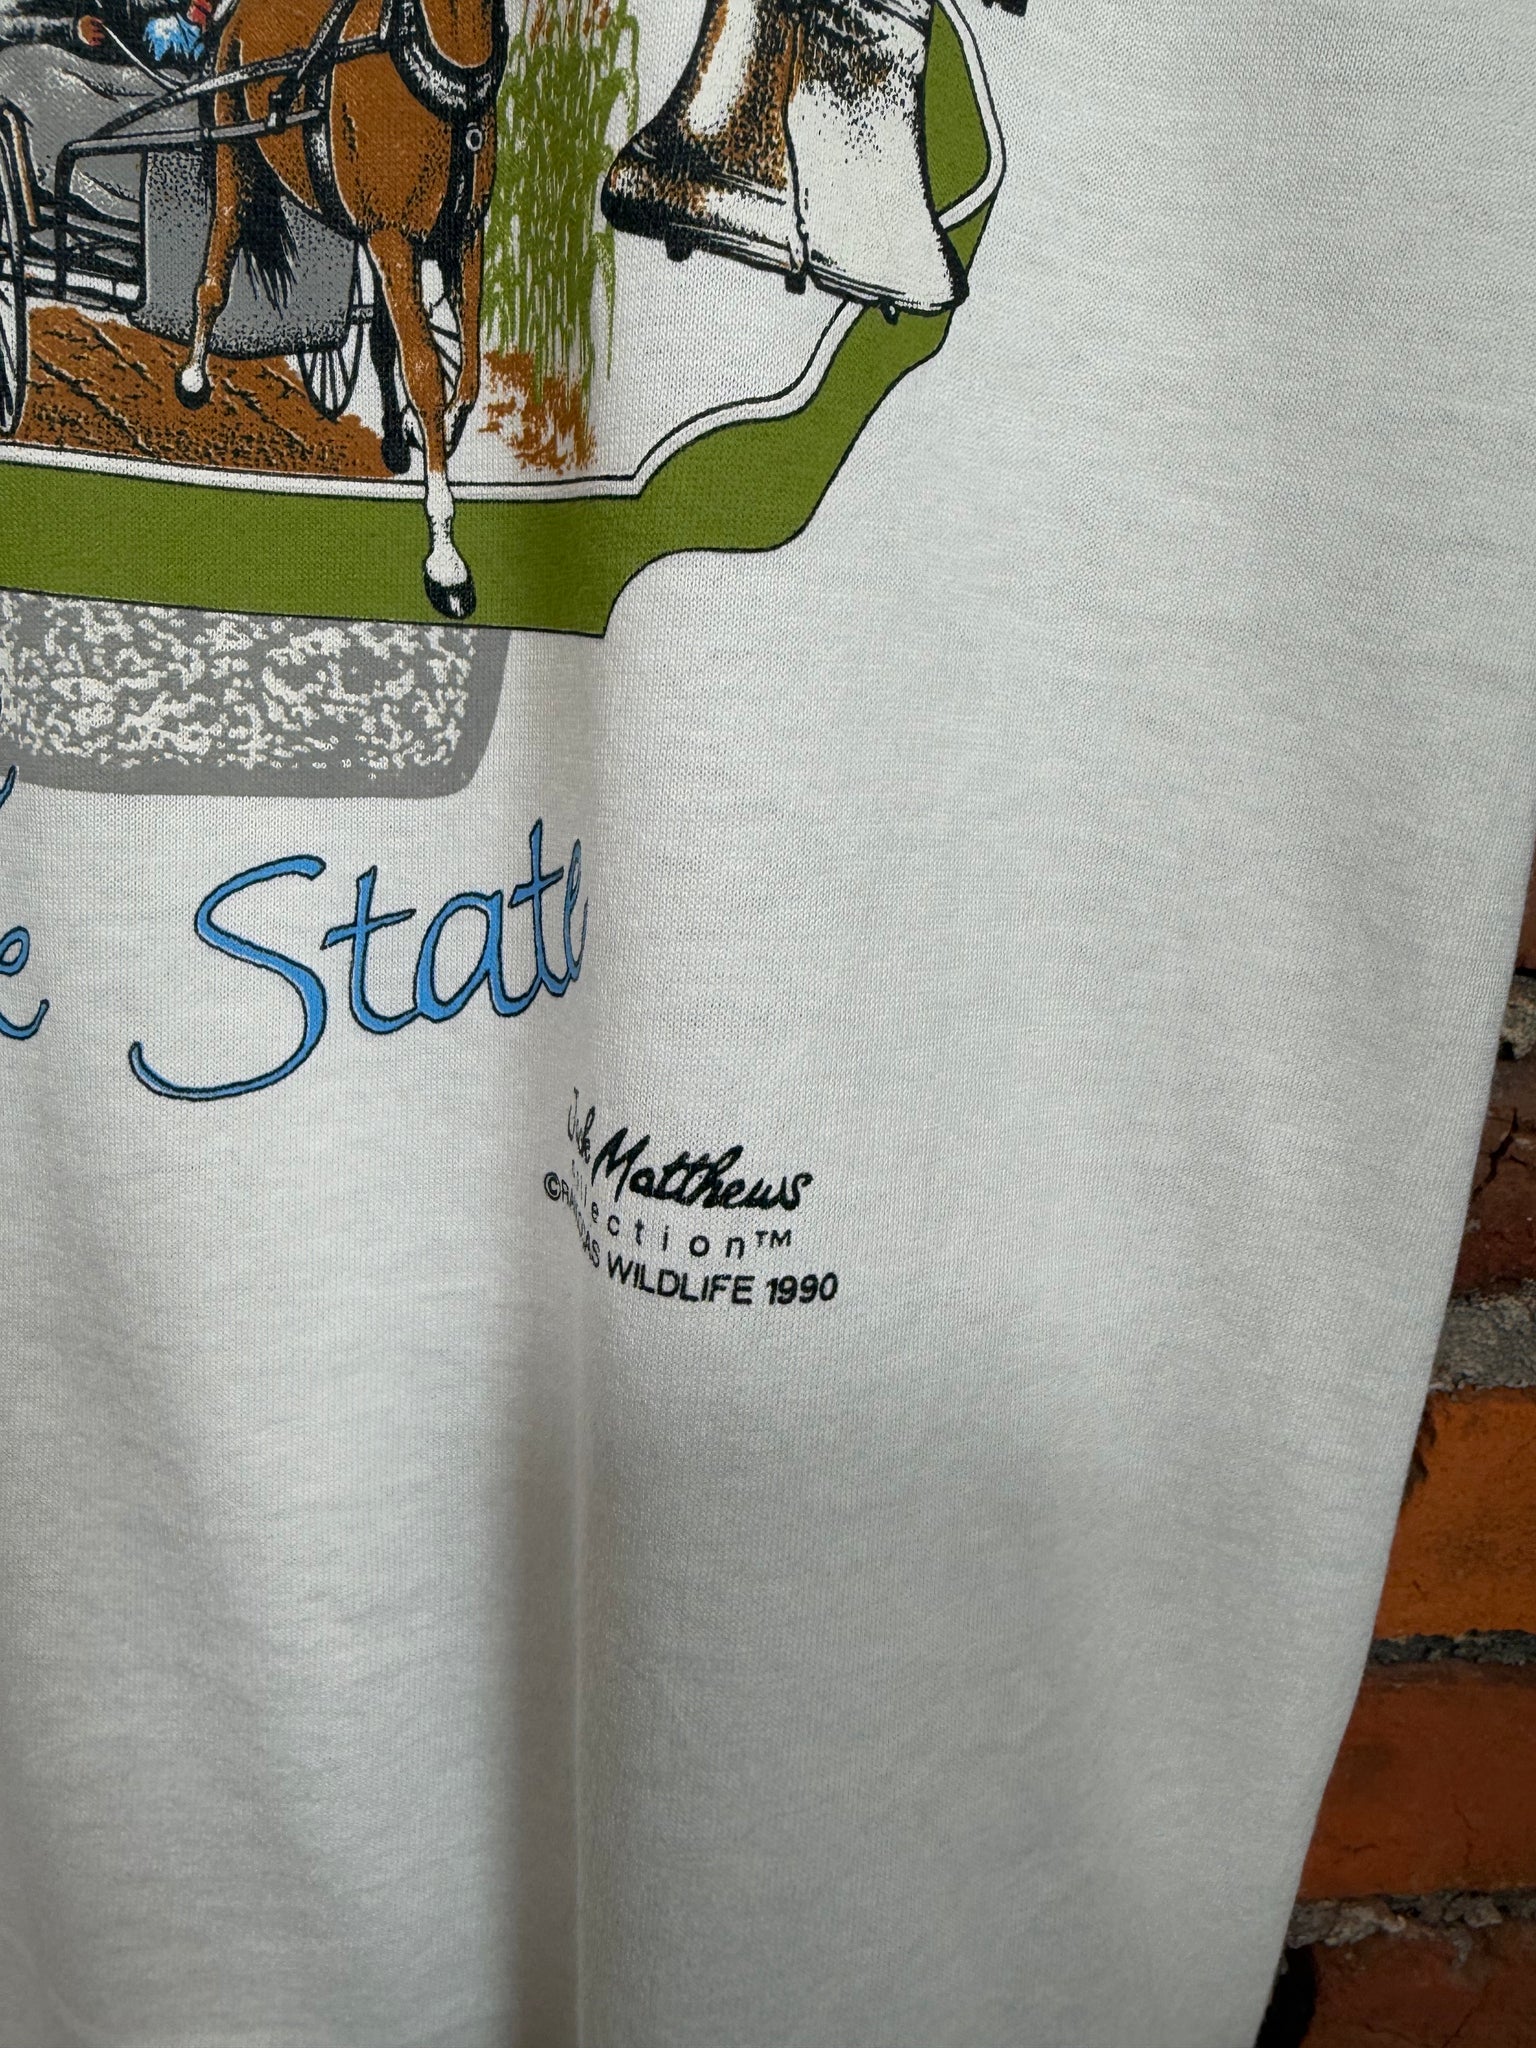 State
Matthews
collection™
WILDLIFE 1990